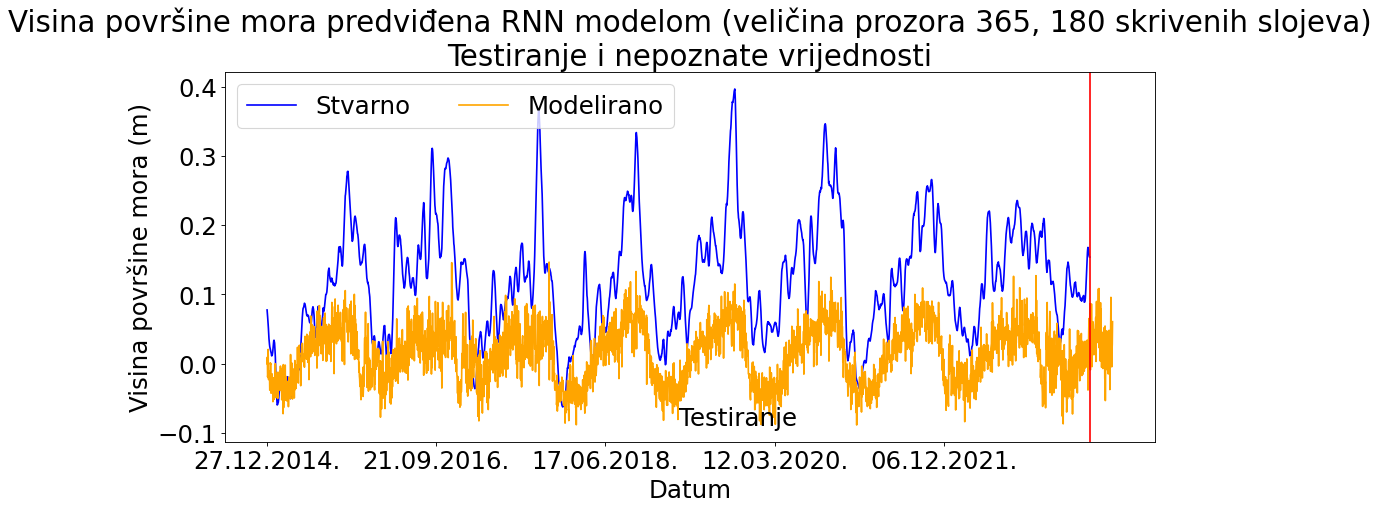 Visina površine mora predviđena RNN modelom (veličina prozora 365, 180 skrivenih slojeva)
Testiranje i nepoznate vrijednosti
Stvarno
Modelirano
Visina površine mora (m)
0.4
0.3
0.2
0.1
0.0
−0.1
Testiranje
27.12.2014.
21.09.2016.
17.06.2018.
12.03.2020.
06.12.2021.
Datum